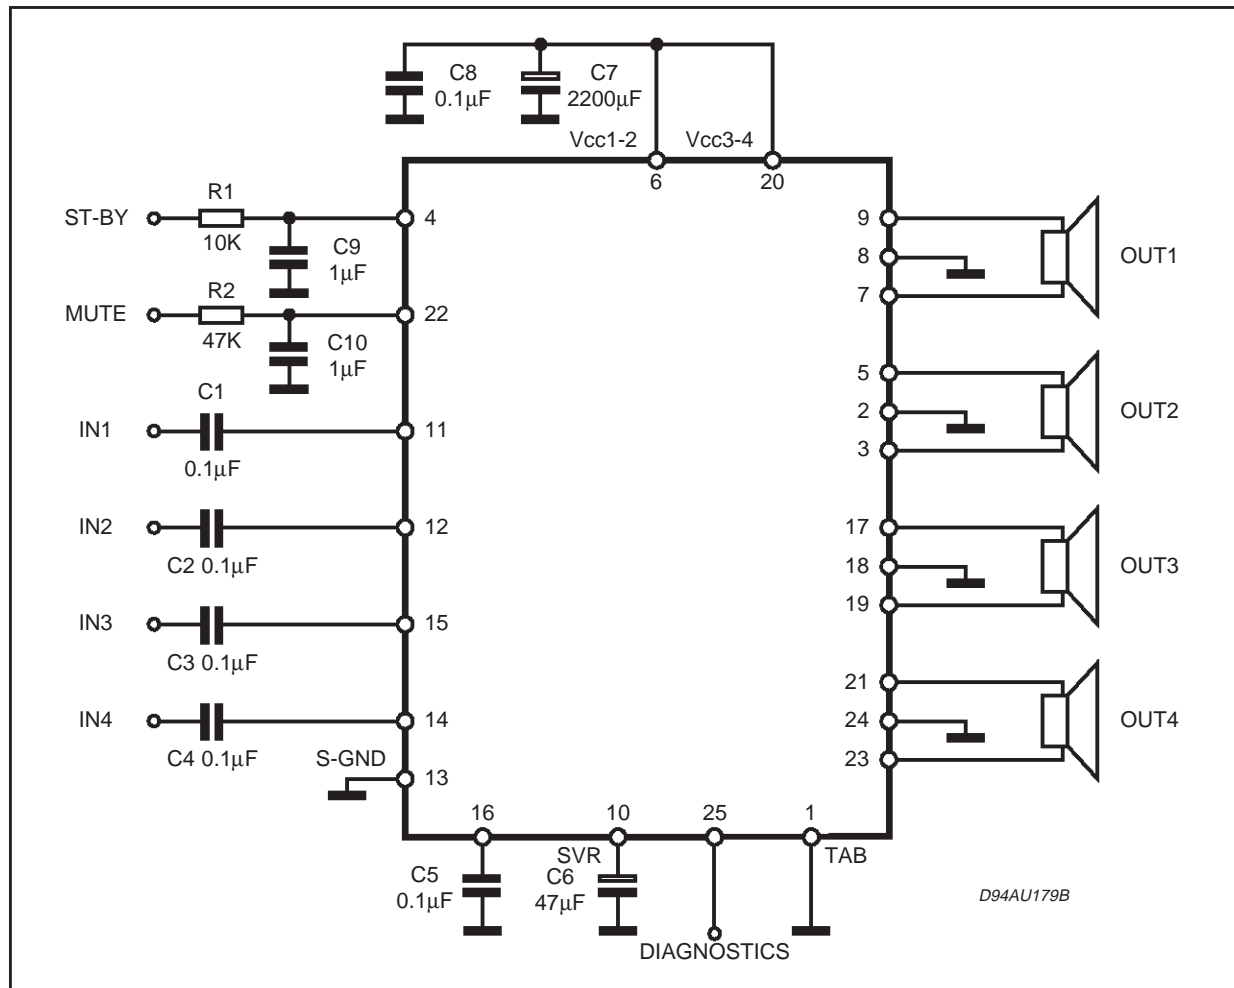 C8
0.1µF
C7
2200µF
Vcc1-2
Vcc3-4
6
20
ST-BY
R1
10K
C9
1µF
4
MUTE
R2
47K
C10
1µF
22
IN1
C1
0.1µF
11
IN2
C2 0.1µF
12
IN3
C3 0.1µF
15
IN4
C4 0.1µF
14
S-GND
13
9
8
7
OUT1
5
2
3
OUT2
17
18
19
OUT3
21
24
23
OUT4
16
10
25
1
SVR
TAB
C5
0.1µF
C6
47µF
DIAGNOSTICS
D94AU179B